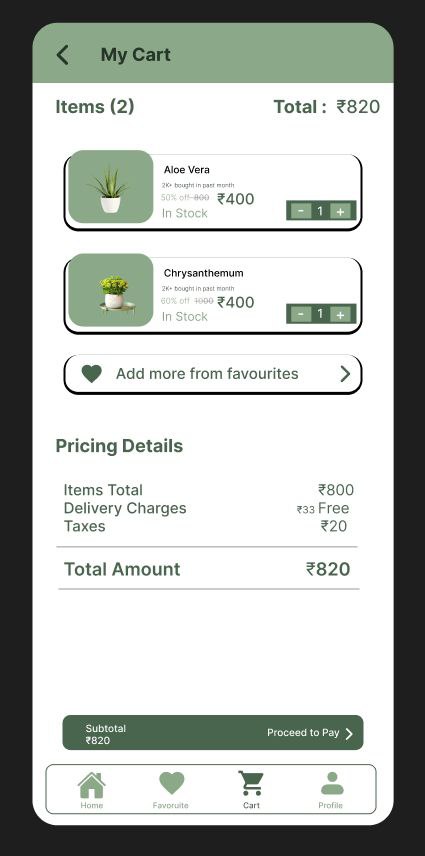 My Cart
Items (2) Total : ₹820
Aloe Vera
2K+ bought in past month
50% off 800 ₹400
In Stock
- 1 +
Chrysanthemum
2K+ bought in past month
60% off 1000 ₹400
In Stock
- 1 +
Add more from favourites
Pricing Details
Items Total ₹800
Delivery Charges ₹33 Free
Taxes ₹20
Total Amount ₹820
Subtotal
₹820
Proceed to Pay
Home Favoruite Cart Profile